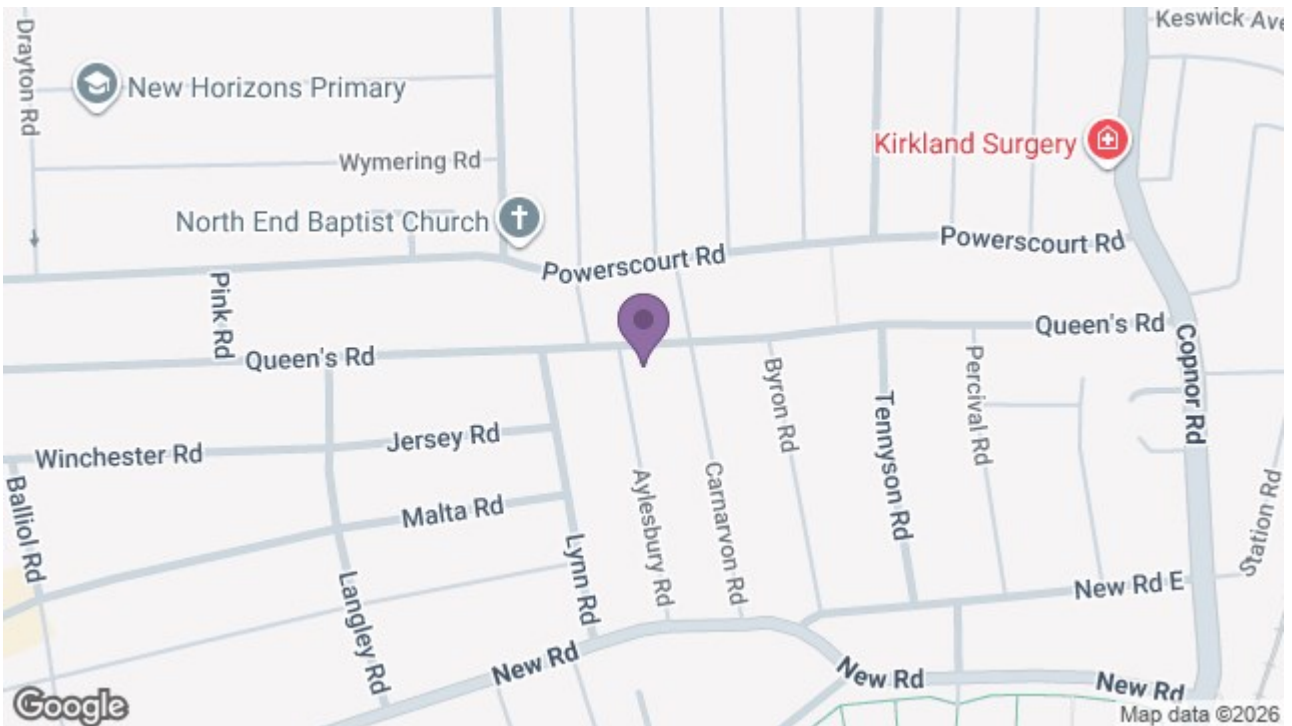 Keswick Ave
Drayton Rd
New Horizons Primary
Kirkland Surgery
Wymering Rd
North End Baptist Church
Powerscourt Rd
Powerscourt Rd
Pink Rd
Queen's Rd
Queen's Rd
Copnor Rd
Byron Rd
Percival Rd
Tennyson Rd
Jersey Rd
Winchester Rd
Balliol Rd
Malta Rd
Aylesbury Rd
Carnarvon Rd
Station Rd
Lynn Rd
Langley Rd
New Rd E
New Rd
New Rd
New Rd
Google
Map data ©2026